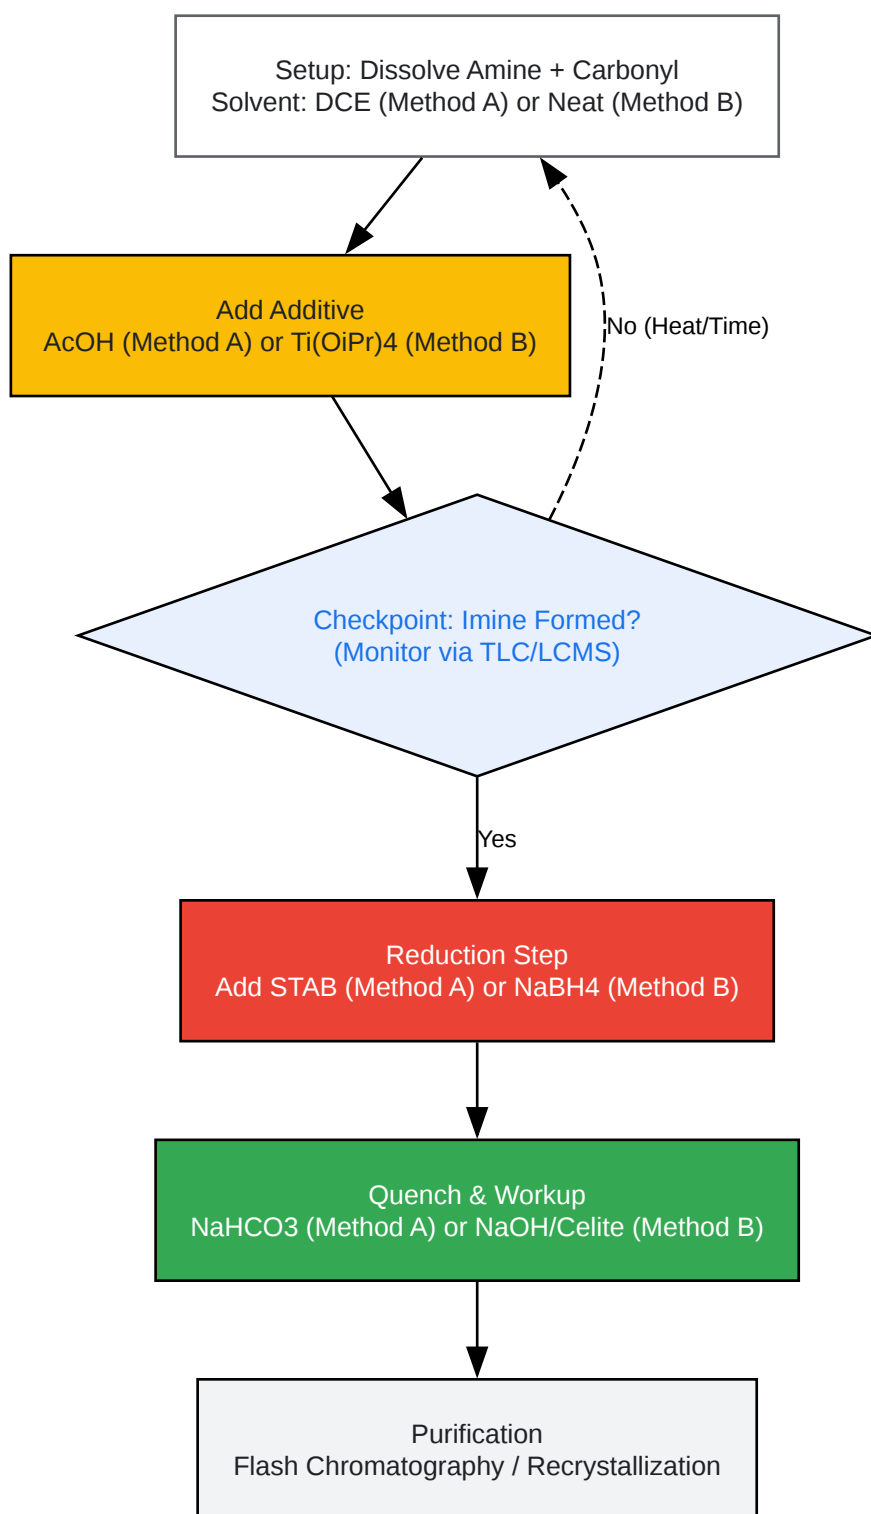 Setup: Dissolve Amine + Carbonyl
Solvent: DCE (Method A) or Neat (Method B)
Add Additive
AcOH (Method A) or Ti(OiPr)4 (Method B)
No (Heat/Time)
Checkpoint: Imine Formed?
(Monitor via TLC/LCMS)
Yes
Reduction Step
Add STAB (Method A) or NaBH4 (Method B)
Quench & Workup
NaHCO3 (Method A) or NaOH/Celite (Method B)
Purification
Flash Chromatography / Recrystallization